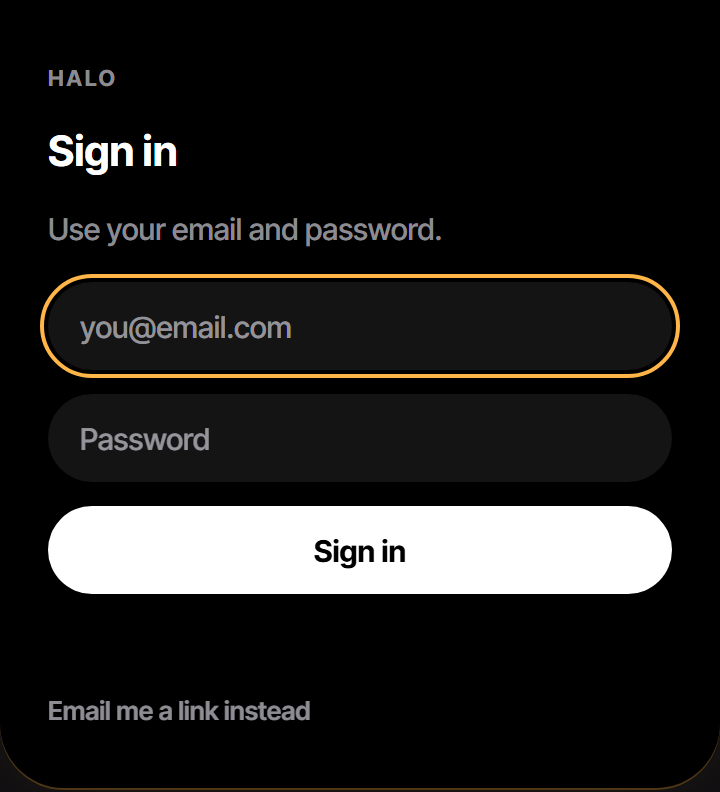 HALO
Sign in
Use your email and password.
you@email.com
Password
Sign in
Email me a link instead